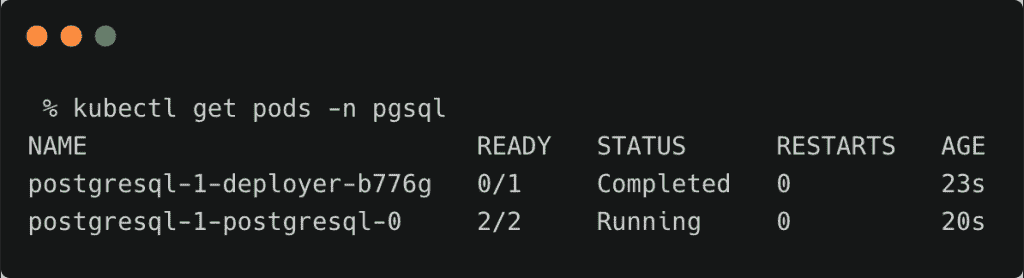 % kubectl get pods -n pgsql
NAME                          READY   STATUS      RESTARTS   AGE
postgresql-1-deployer-b776g   0/1     Completed   0          23s
postgresql-1-postgresql-0     2/2     Running     0          20s